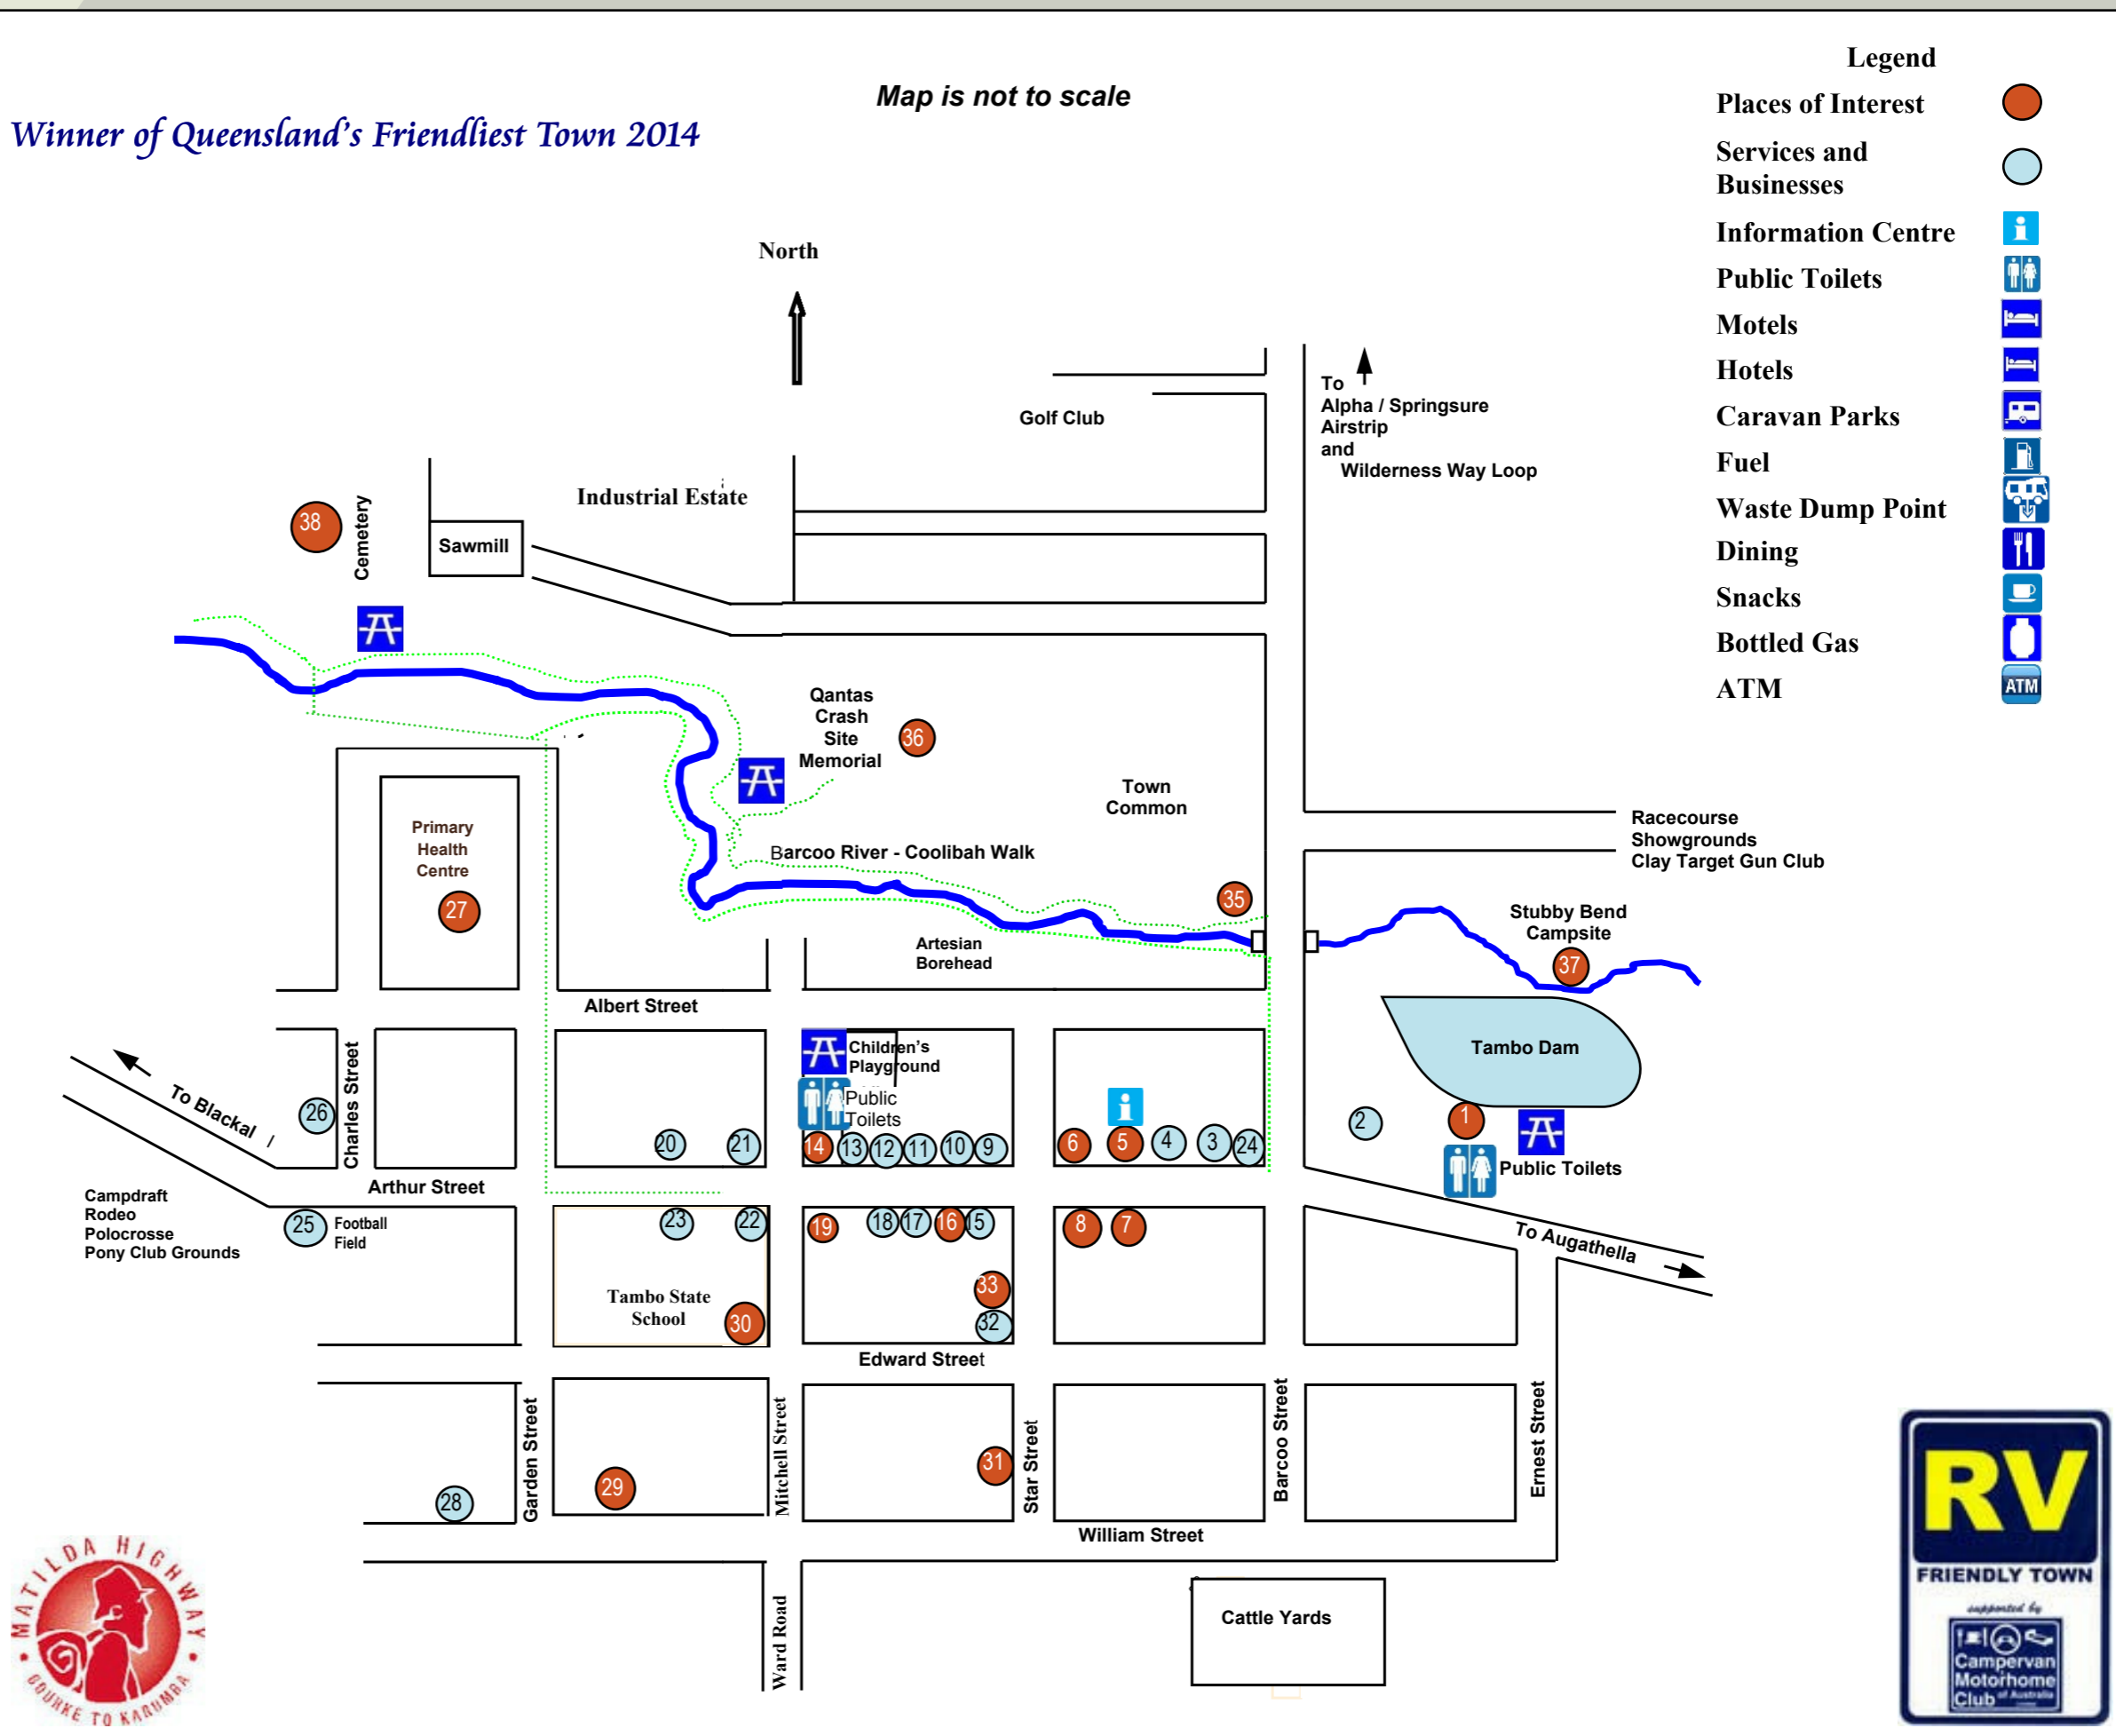 Legend
Map is not to scale
Places of Interest
Winner of Queensland's Friendliest Town 2014
Services and
Businesses
Information Centre
North
Public Toilets
Motels
Hotels
Caravan Parks
Fuel
Waste Dump Point
Dining
Snacks
Bottled Gas
ATM
ATM
To
Alpha / Springsure
Airstrip
and
Wilderness Way Loop
Golf Club
Industrial Estate
38
Cemetery
Sawmill
Qantas
Crash
Site
Memorial
36
Town
Common
Racecourse
Showgrounds
Clay Target Gun Club
Primary
Health
Centre
27
Barcoo River - Coolibah Walk
35
Stubby Bend
Campsite
37
Artesian
Borehead
Albert Street
Tambo Dam
Children's
Playground
Public
Toilets
To Blackal l
26
Charles Street
20
21
14
13
12
11
10
9
6
5
4
3
24
2
1
Public Toilets
Arthur Street
Campdraft
Rodeo
Polocrosse
Pony Club Grounds
25
Football
Field
23
22
19
18
17
16
15
8
7
To Augathella
Tambo State
School
30
33
32
Edward Street
28
Garden Street
29
Mitchell Street
31
Star Street
Barcoo Street
Ernest Street
William Street
Ward Road
Cattle Yards
MATILDA HIGHWAY
BOURKE TO KARUMBA
RV
FRIENDLY TOWN
supported by
Campervan
Motorhome
Club of Australia